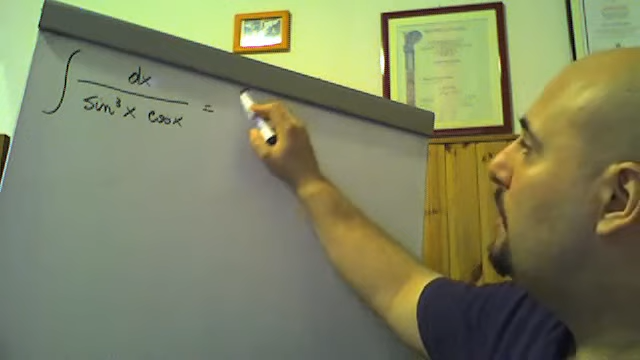 ∫ dx / sin³x cosx =